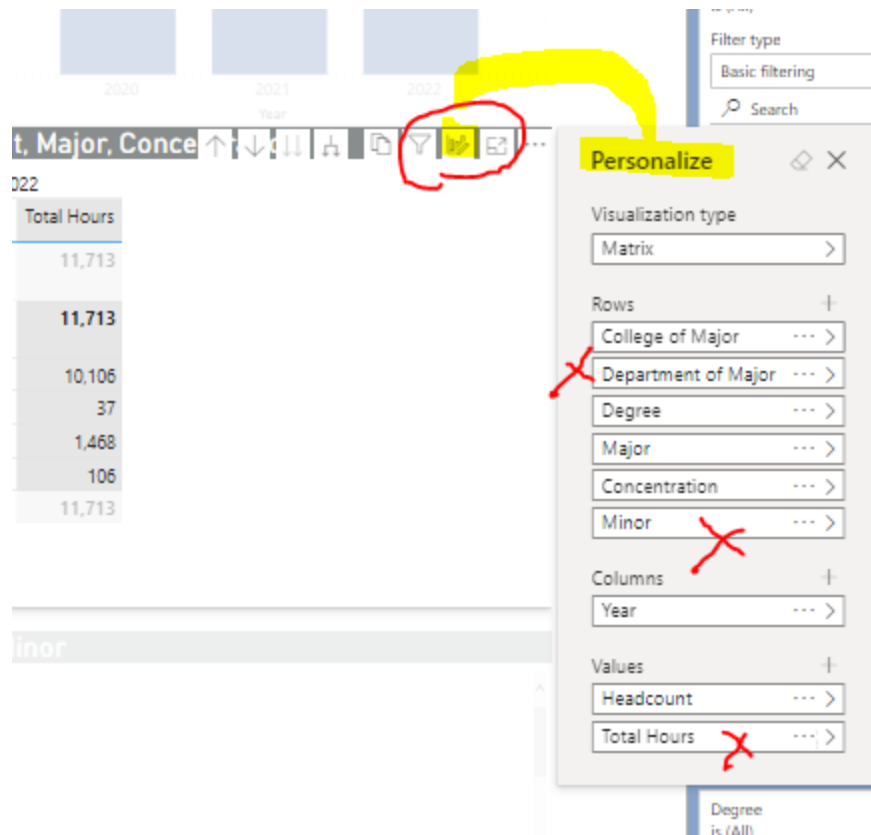 Filter type
Basic filtering
Search
2020
2021
2022
Year
t, Major, Conce
Personalize
022
Total Hours
Visualization type
11,713
Matrix
Rows
11,713
College of Major
10,106
Department of Major
37
Degree
1,468
Major
106
Concentration
11,713
Minor
Columns
Year
inor
Values
Headcount
Total Hours
Degree
is (All)